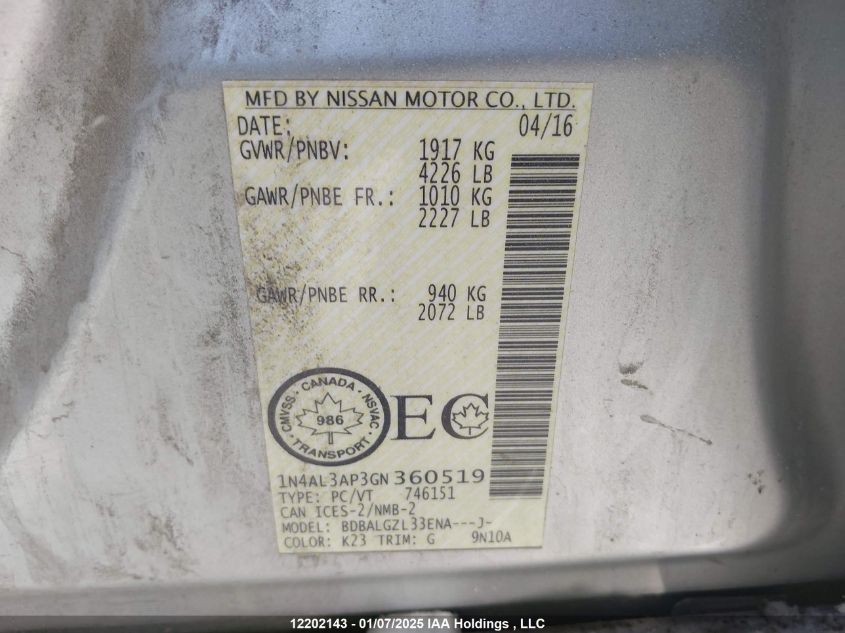 MFD BY NISSAN MOTOR CO., LTD.
DATE: 04/16
GVWR/PNBV: 1917 KG
4226 LB
GAWR/PNBE FR.: 1010 KG
2227 LB
GAWR/PNBE RR.: 940 KG
2072 LB
CMVSS · CANADA · NSVAC
986
TRANSPORT
EC
1N4AL3AP3GN360519
TYPE: PC/VT 746151
CAN ICES-2/NMB-2
MODEL: BDBALGZL33ENA---J-
COLOR: K23 TRIM: G 9N10A
12202143 - 01/07/2025 IAA Holdings , LLC